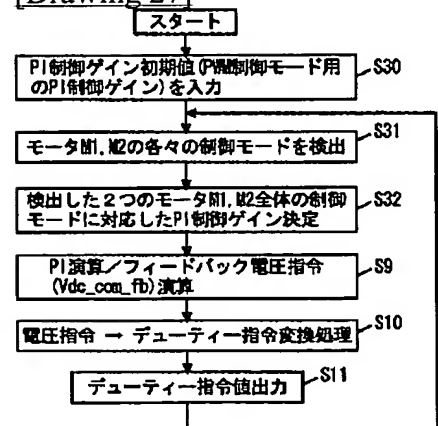 [Drawing 27]
スタート
PI制御ゲイン初期値(PWM制御モード用
のPI制御ゲイン)を入力
S30
モータM1,M2の各々の制御モードを検出
S31
検出した2つのモータM1,M2全体の制御
モードに対応したPI制御ゲイン決定
S32
PI演算/フィードバック電圧指令
(Vdc_com_fb)演算
S9
電圧指令 → デューティー指令変換処理
S10
デューティー指令値出力
S11